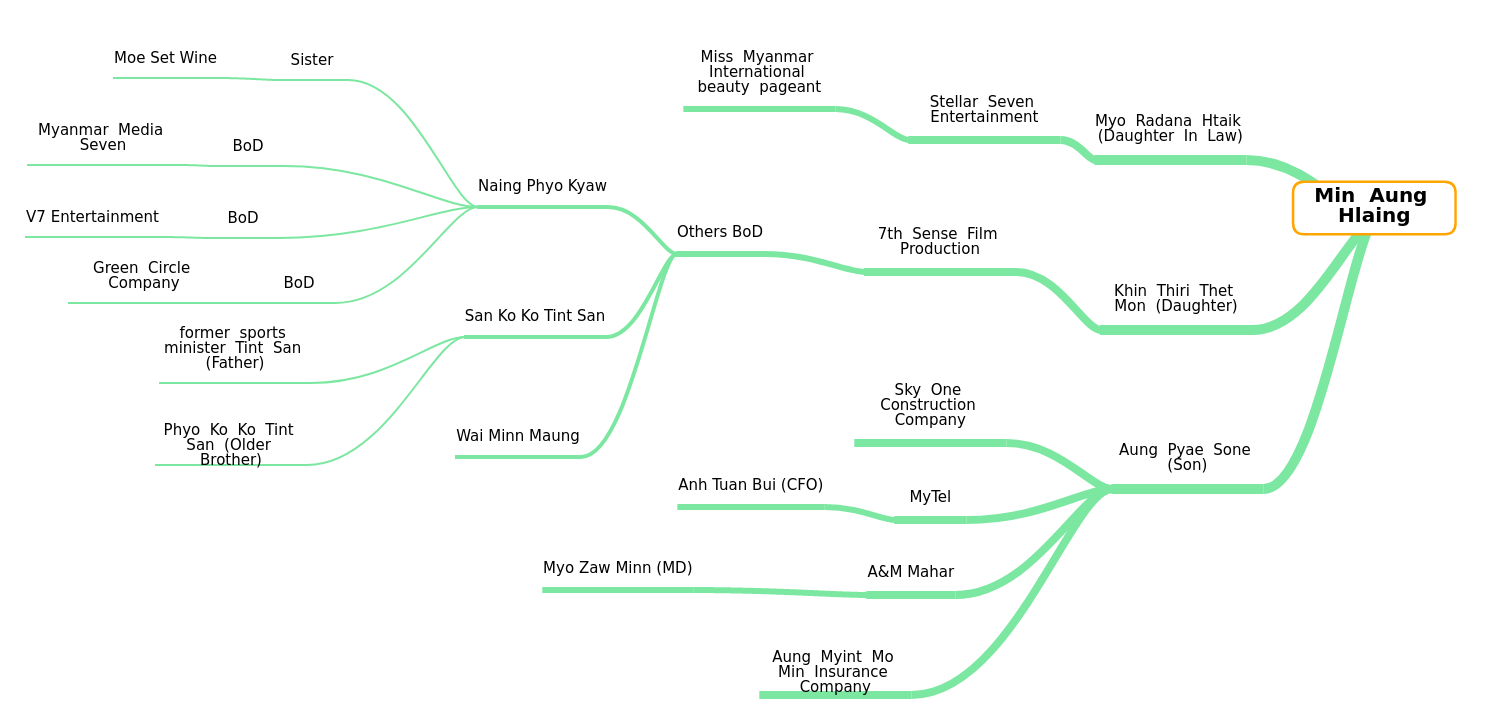 Min Aung
Hlaing
Myo Radana Htaik
(Daughter In Law)
Stellar Seven
Entertainment
Miss Myanmar
International
beauty pageant
Khin Thiri Thet
Mon (Daughter)
7th Sense Film
Production
Others BoD
Naing Phyo Kyaw
Sister
Moe Set Wine
BoD
Myanmar Media
Seven
BoD
V7 Entertainment
BoD
Green Circle
Company
San Ko Ko Tint San
former sports
minister Tint San
(Father)
Phyo Ko Ko Tint
San (Older
Brother)
Wai Minn Maung
Aung Pyae Sone
(Son)
Sky One
Construction
Company
MyTel
Anh Tuan Bui (CFO)
A&M Mahar
Myo Zaw Minn (MD)
Aung Myint Mo
Min Insurance
Company